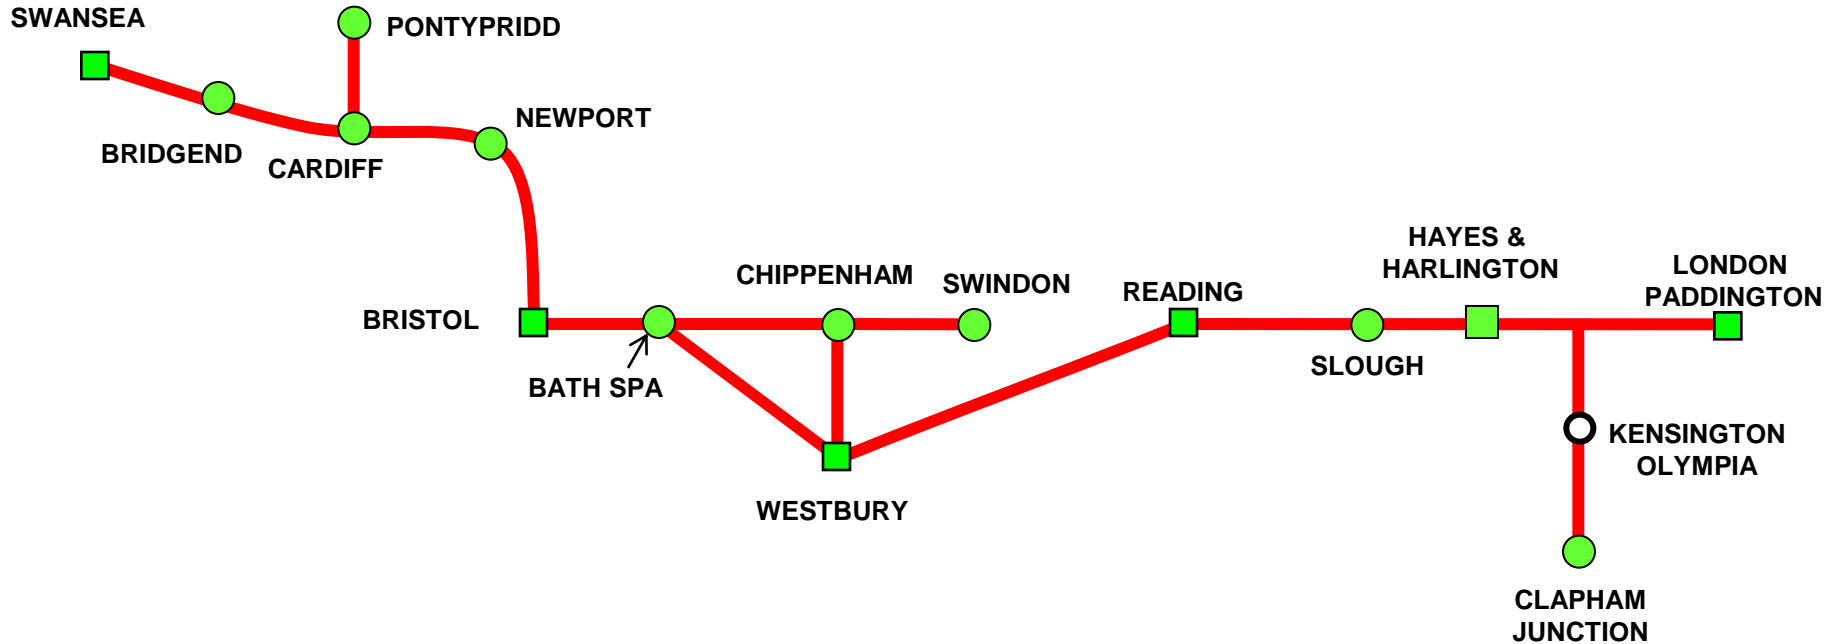 SWANSEA
PONTYPRIDD
NEWPORT
BRIDGEND
CARDIFF
HAYES &
HARLINGTON
LONDON
PADDINGTON
CHIPPENHAM
SWINDON
READING
BRISTOL
SLOUGH
BATH SPA
KENSINGTON
OLYMPIA
WESTBURY
CLAPHAM
JUNCTION